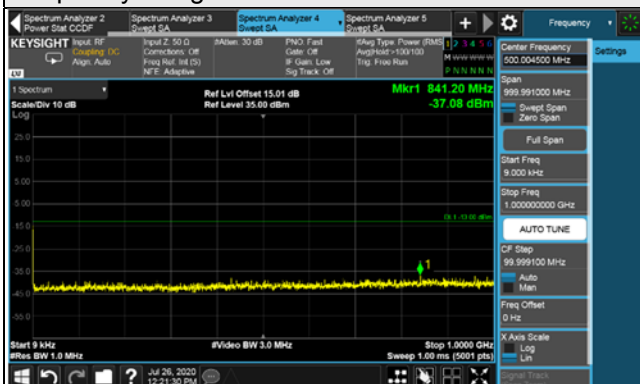 Spectrum Analyzer 2
Power Stat CCDF
Spectrum Analyzer 3
Swept SA
Spectrum Analyzer 4
Swept SA
Spectrum Analyzer 5
Swept SA
+
Frequency
KEYSIGHT
Input: RF
Coupling: DC
Align: Auto
Input Z: 50 Ω
Corrections: Off
Freq Ref: Int (S)
NFE: Adaptive
#Atten: 30 dB
PNO: Fast
Gate: Off
IF Gain: Low
Sig Track: Off
#Avg Type: Power (RMS
Avg|Hold:>100/100
Trig: Free Run
1 2 3 4 5 6
M W W W W W
P N N N N N
LXI
1 Spectrum
Scale/Div 10 dB
Log
Ref Lvl Offset 15.01 dB
Ref Level 35.00 dBm
Mkr1 841.20 MHz
-37.08 dBm
25.0
15.0
5.00
-5.00
-15.0
-25.0
-35.0
-45.0
-55.0
DL1 -13.00 dBm
1
Start 9 kHz
#Res BW 1.0 MHz
#Video BW 3.0 MHz
Stop 1.0000 GHz
Sweep 1.00 ms (5001 pts)
Jul 26, 2020
12:21:30 PM
Center Frequency
500.004500 MHz
Span
999.991000 MHz
Swept Span
Zero Span
Full Span
Start Freq
9.000 kHz
Stop Freq
1.000000000 GHz
AUTO TUNE
CF Step
99.999100 MHz
Auto
Man
Freq Offset
0 Hz
X Axis Scale
Log
Lin
Signal Track
Settings